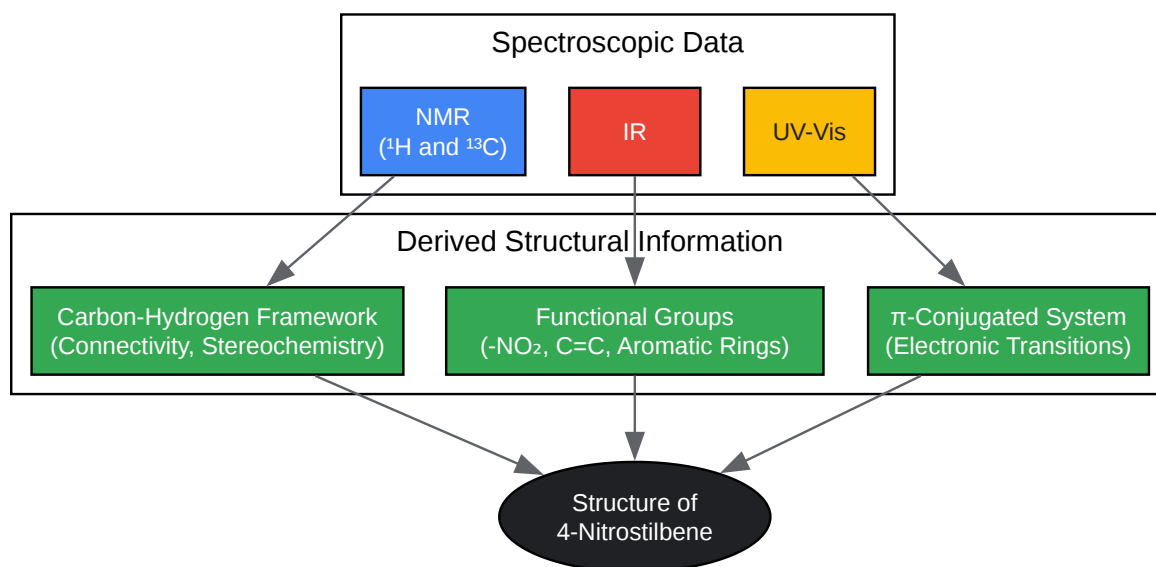 Spectroscopic Data
NMR
(¹H and ¹³C)
IR
UV-Vis
Derived Structural Information
Carbon-Hydrogen Framework
(Connectivity, Stereochemistry)
Functional Groups
(-NO₂, C=C, Aromatic Rings)
π-Conjugated System
(Electronic Transitions)
Structure of
4-Nitrostilbene